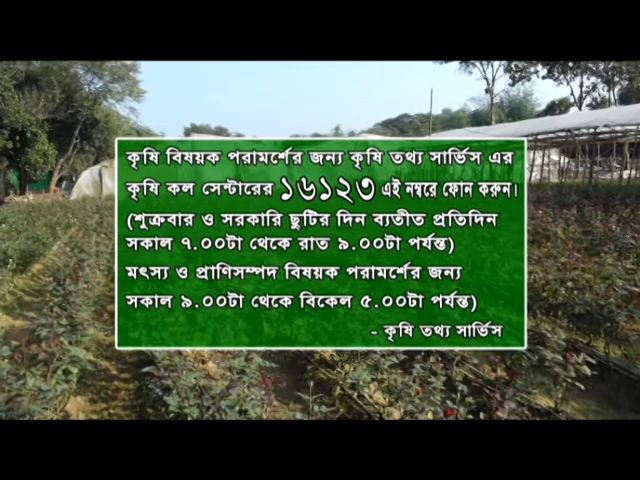 কৃষি বিষয়ক পরামর্শের জন্য কৃষি তথ্য সার্ভিস এর
কৃষি কল সেন্টারের ১৬১২৩ এই নম্বরে ফোন করুন।
(শুক্রবার ও সরকারি ছুটির দিন ব্যতীত প্রতিদিন
সকাল ৭.০০টা থেকে রাত ৯.০০টা পর্যন্ত)
মৎস্য ও প্রাণিসম্পদ বিষয়ক পরামর্শের জন্য
সকাল ৯.০০টা থেকে বিকেল ৫.০০টা পর্যন্ত)
- কৃষি তথ্য সার্ভিস